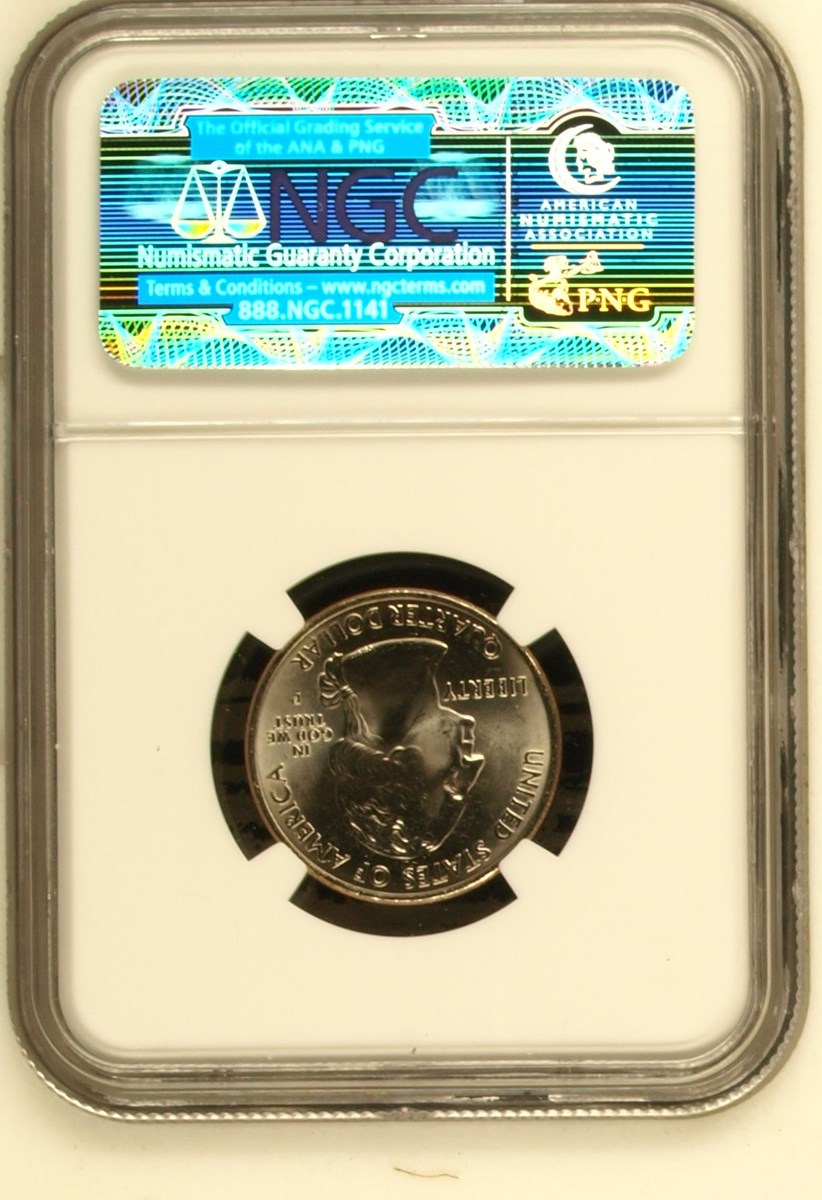 The Official Grading Service
of the ANA & PNG
NGC
Numismatic Guaranty Corporation
Terms & Conditions – www.ngcterms.com
888.NGC.1141
AMERICAN
NUMISMATIC
ASSOCIATION
P·N·G
UNITED STATES OF AMERICA
LIBERTY
IN
GOD WE
TRUST
P
QUARTER DOLLAR